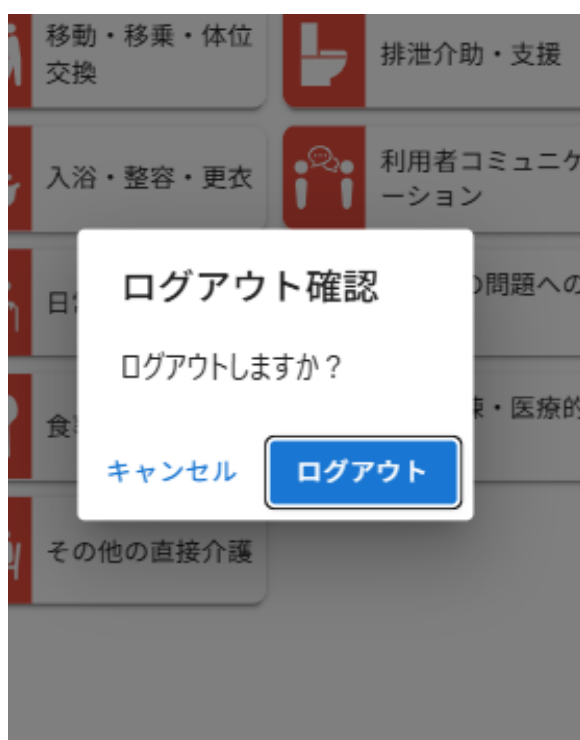 移動・移乗・体位
交換
排泄介助・支援
入浴・整容・更衣
利用者コミュニケ
ーション
ログアウト確認
ログアウトしますか？
キャンセル
ログアウト
日
問題への
食
・医療的
その他の直接介護